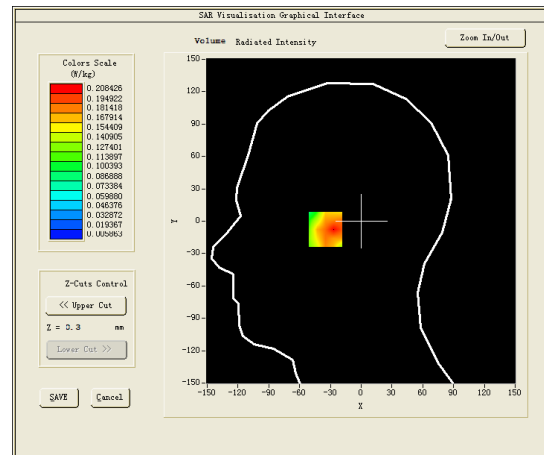 SAR Visualisation Graphical Interface
Volume Radiated Intensity
Zoom In/Out
Colors Scale
(W/kg)
0.208426
0.194922
0.181418
0.167914
0.154409
0.140905
0.127401
0.113897
0.100393
0.086888
0.073384
0.059880
0.046376
0.032872
0.019367
0.005863
Z-Cuts Control
<< Upper Cut
Z = 0.3 mm
Lower Cut >>
SAVE
Cancel
150
120
90
60
30
Y
0
-30
-60
-90
-120
-150
-150 -120 -90 -60 -30 0 30 60 90 120 150
X